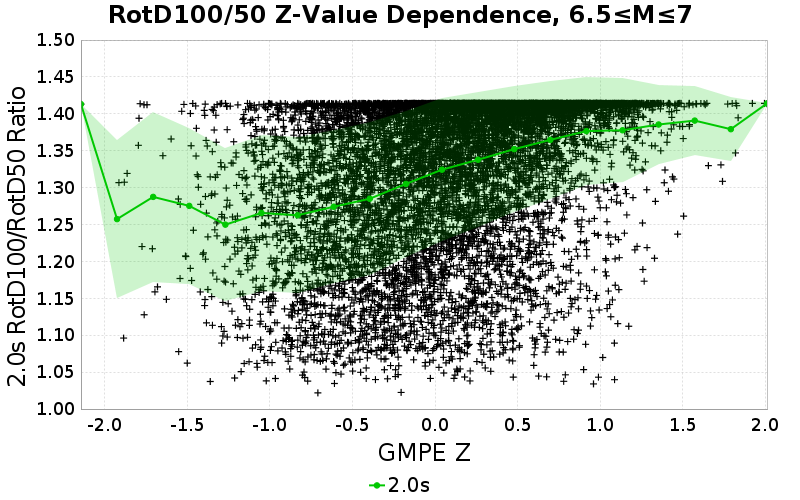 RotD100/50 Z-Value Dependence, 6.5≤M≤7
2.0s RotD100/RotD50 Ratio
1.50
1.45
1.40
1.35
1.30
1.25
1.20
1.15
1.10
1.05
1.00
-2.0 -1.5 -1.0 -0.5 0.0 0.5 1.0 1.5 2.0
GMPE Z
2.0s